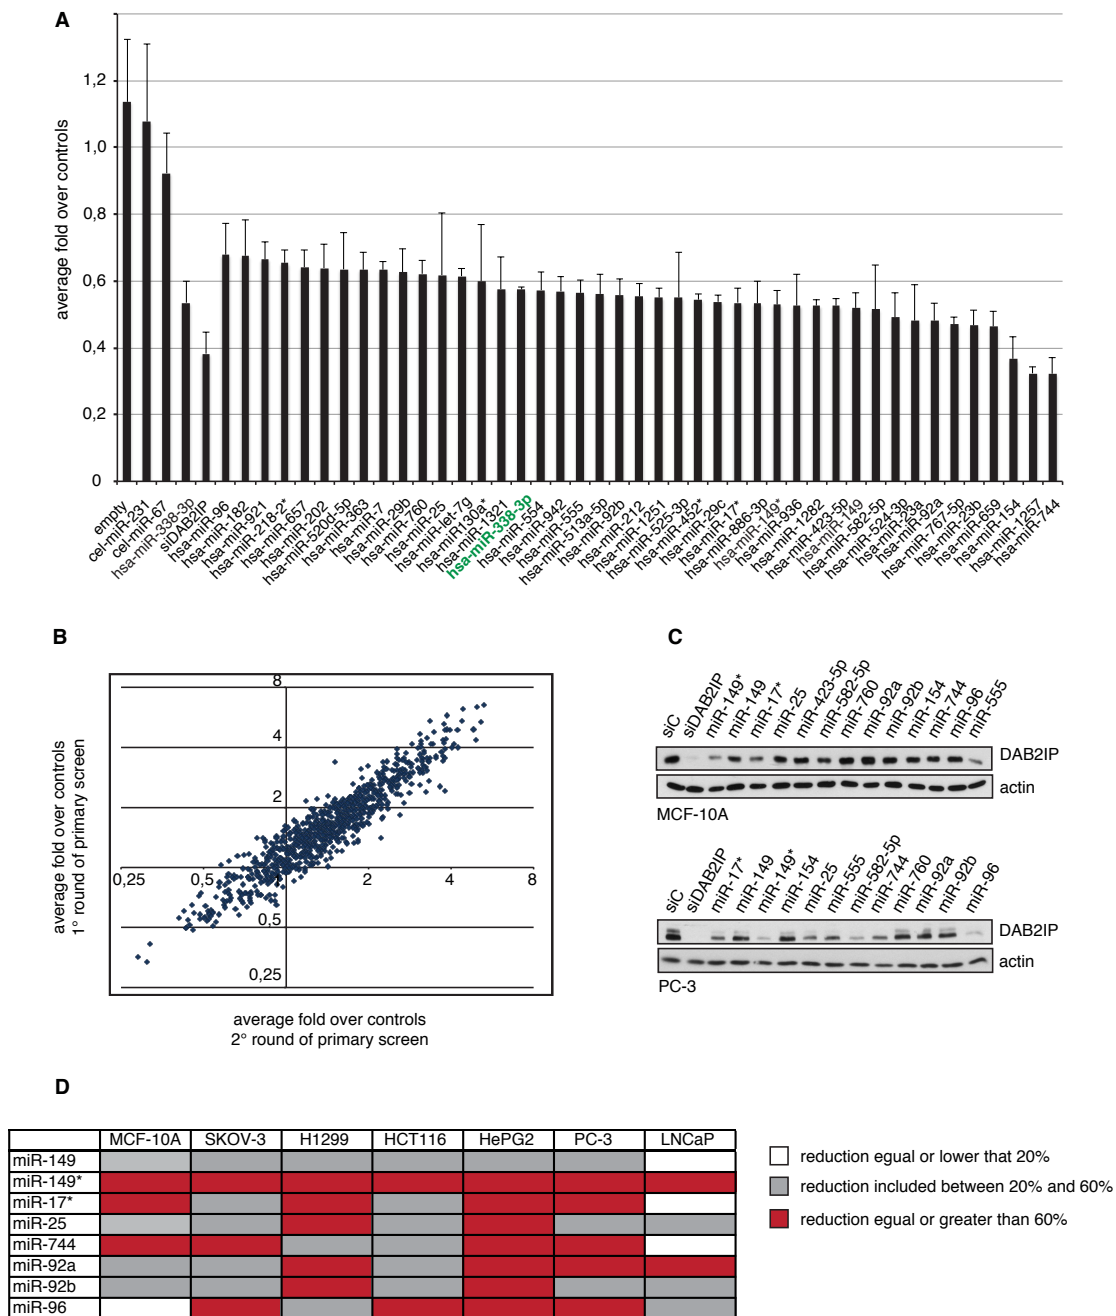 A
average fold over controls
1,2
1,0
0,8
0,6
0,4
0,2
0
empty
cel-miR-231
cel-miR-67
hsa-miR-338-3p
siDAB2IP
hsa-miR-96
hsa-miR-182
hsa-miR-921
hsa-miR-218-2*
hsa-miR-657
hsa-miR-202
hsa-miR-5200-5p
hsa-miR-363
hsa-miR-7
hsa-miR-29b
hsa-miR-760
hsa-miR-25
hsa-miR-let-7g
hsa-miR130a*
hsa-miR-1321
hsa-miR-338-3p
hsa-miR-554
hsa-miR-942
hsa-miR-555
hsa-miR-513a-5p
hsa-miR-92b
hsa-miR-212
hsa-miR-1251
hsa-miR-525-3p
hsa-miR-452*
hsa-miR-29c
hsa-miR-17*
hsa-miR-886-3p
hsa-miR-149*
hsa-miR-936
hsa-miR-1282
hsa-miR-423-5p
hsa-miR-149
hsa-miR-582-5p
hsa-miR-524-3p
hsa-miR-23a
hsa-miR-92a
hsa-miR-767-5p
hsa-miR-23b
hsa-miR-659
hsa-miR-154
hsa-miR-1257
hsa-miR-744
B
average fold over controls
1° round of primary screen
8
4
2
0,5
0,25
0,25
0,5
2
4
8
average fold over controls
2° round of primary screen
C
siC
siDAB2IP
miR-149*
miR-149
miR-17*
miR-25
miR-423-5p
miR-582-5p
miR-760
miR-92a
miR-92b
miR-154
miR-744
miR-96
miR-555
DAB2IP
actin
MCF-10A
siC
siDAB2IP
miR-17*
miR-149
miR-149*
miR-154
miR-25
miR-555
miR-582-5p
miR-744
miR-760
miR-92a
miR-92b
miR-96
DAB2IP
actin
PC-3
D
MCF-10A SKOV-3 H1299 HCT116 HePG2 PC-3 LNCaP
miR-149
miR-149*
miR-17*
miR-25
miR-744
miR-92a
miR-92b
miR-96
reduction egual or lower that 20%
reduction included between 20% and 60%
reduction egual or greater than 60%